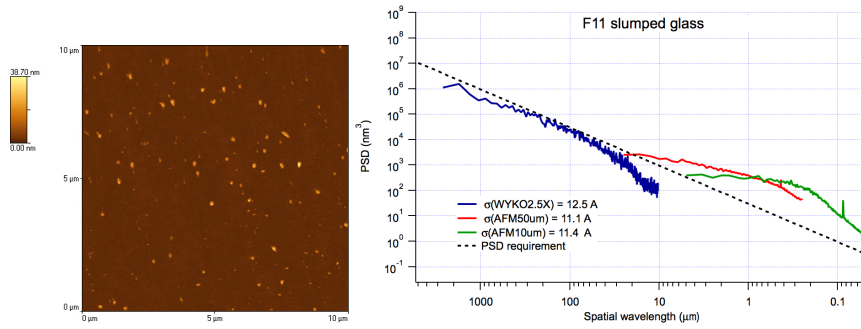 38.70 nm
0.00 nm
10 µm
5 µm
0 µm
0 µm
5 µm
10 µm
F11 slumped glass
PSD (nm³)
10⁹
10⁸
10⁷
10⁶
10⁵
10⁴
10³
10²
10¹
10⁰
10⁻¹
σ(WYKO2.5X) = 12.5 A
σ(AFM50um) = 11.1 A
σ(AFM10um) = 11.4 A
PSD requirement
1000
100
10
1
0.1
Spatial wavelength (µm)